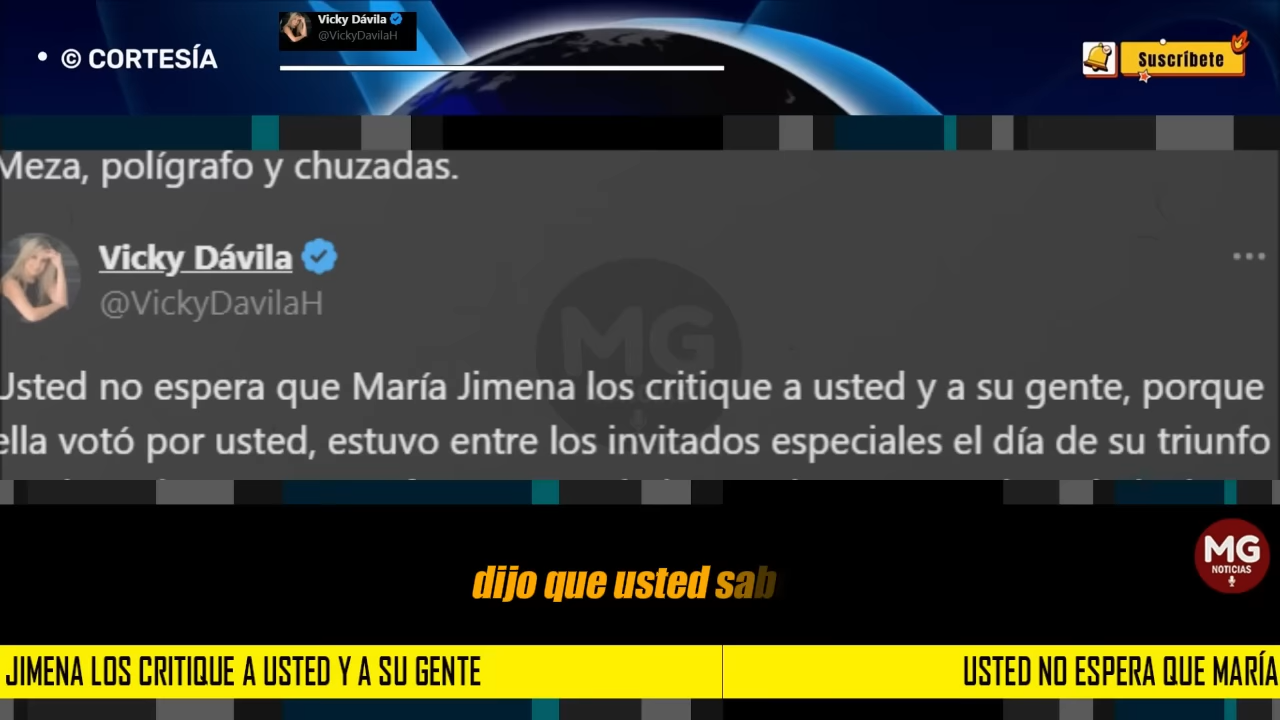 Vicky Dávila
@VickyDavilaH
• © CORTESÍA
Suscríbete
Meza, polígrafo y chuzadas.
Vicky Dávila
@VickyDavilaH
MG
Usted no espera que María Jimena los critique a usted y a su gente, porque
ella votó por usted, estuvo entre los invitados especiales el día de su triunfo
MG
NOTICIAS
dijo que usted sab
JIMENA LOS CRITIQUE A USTED Y A SU GENTE
USTED NO ESPERA QUE MARÍA